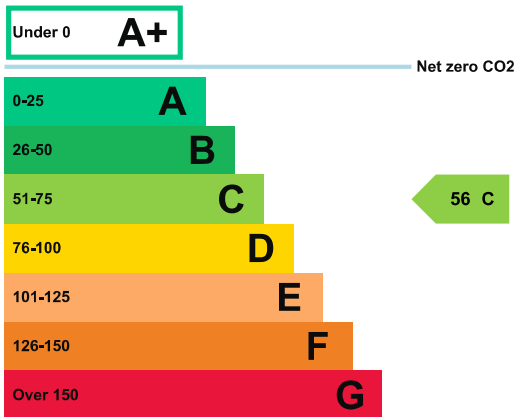 Under 0 A+
Net zero CO2
0-25 A
26-50 B
51-75 C
56 C
76-100 D
101-125 E
126-150 F
Over 150 G